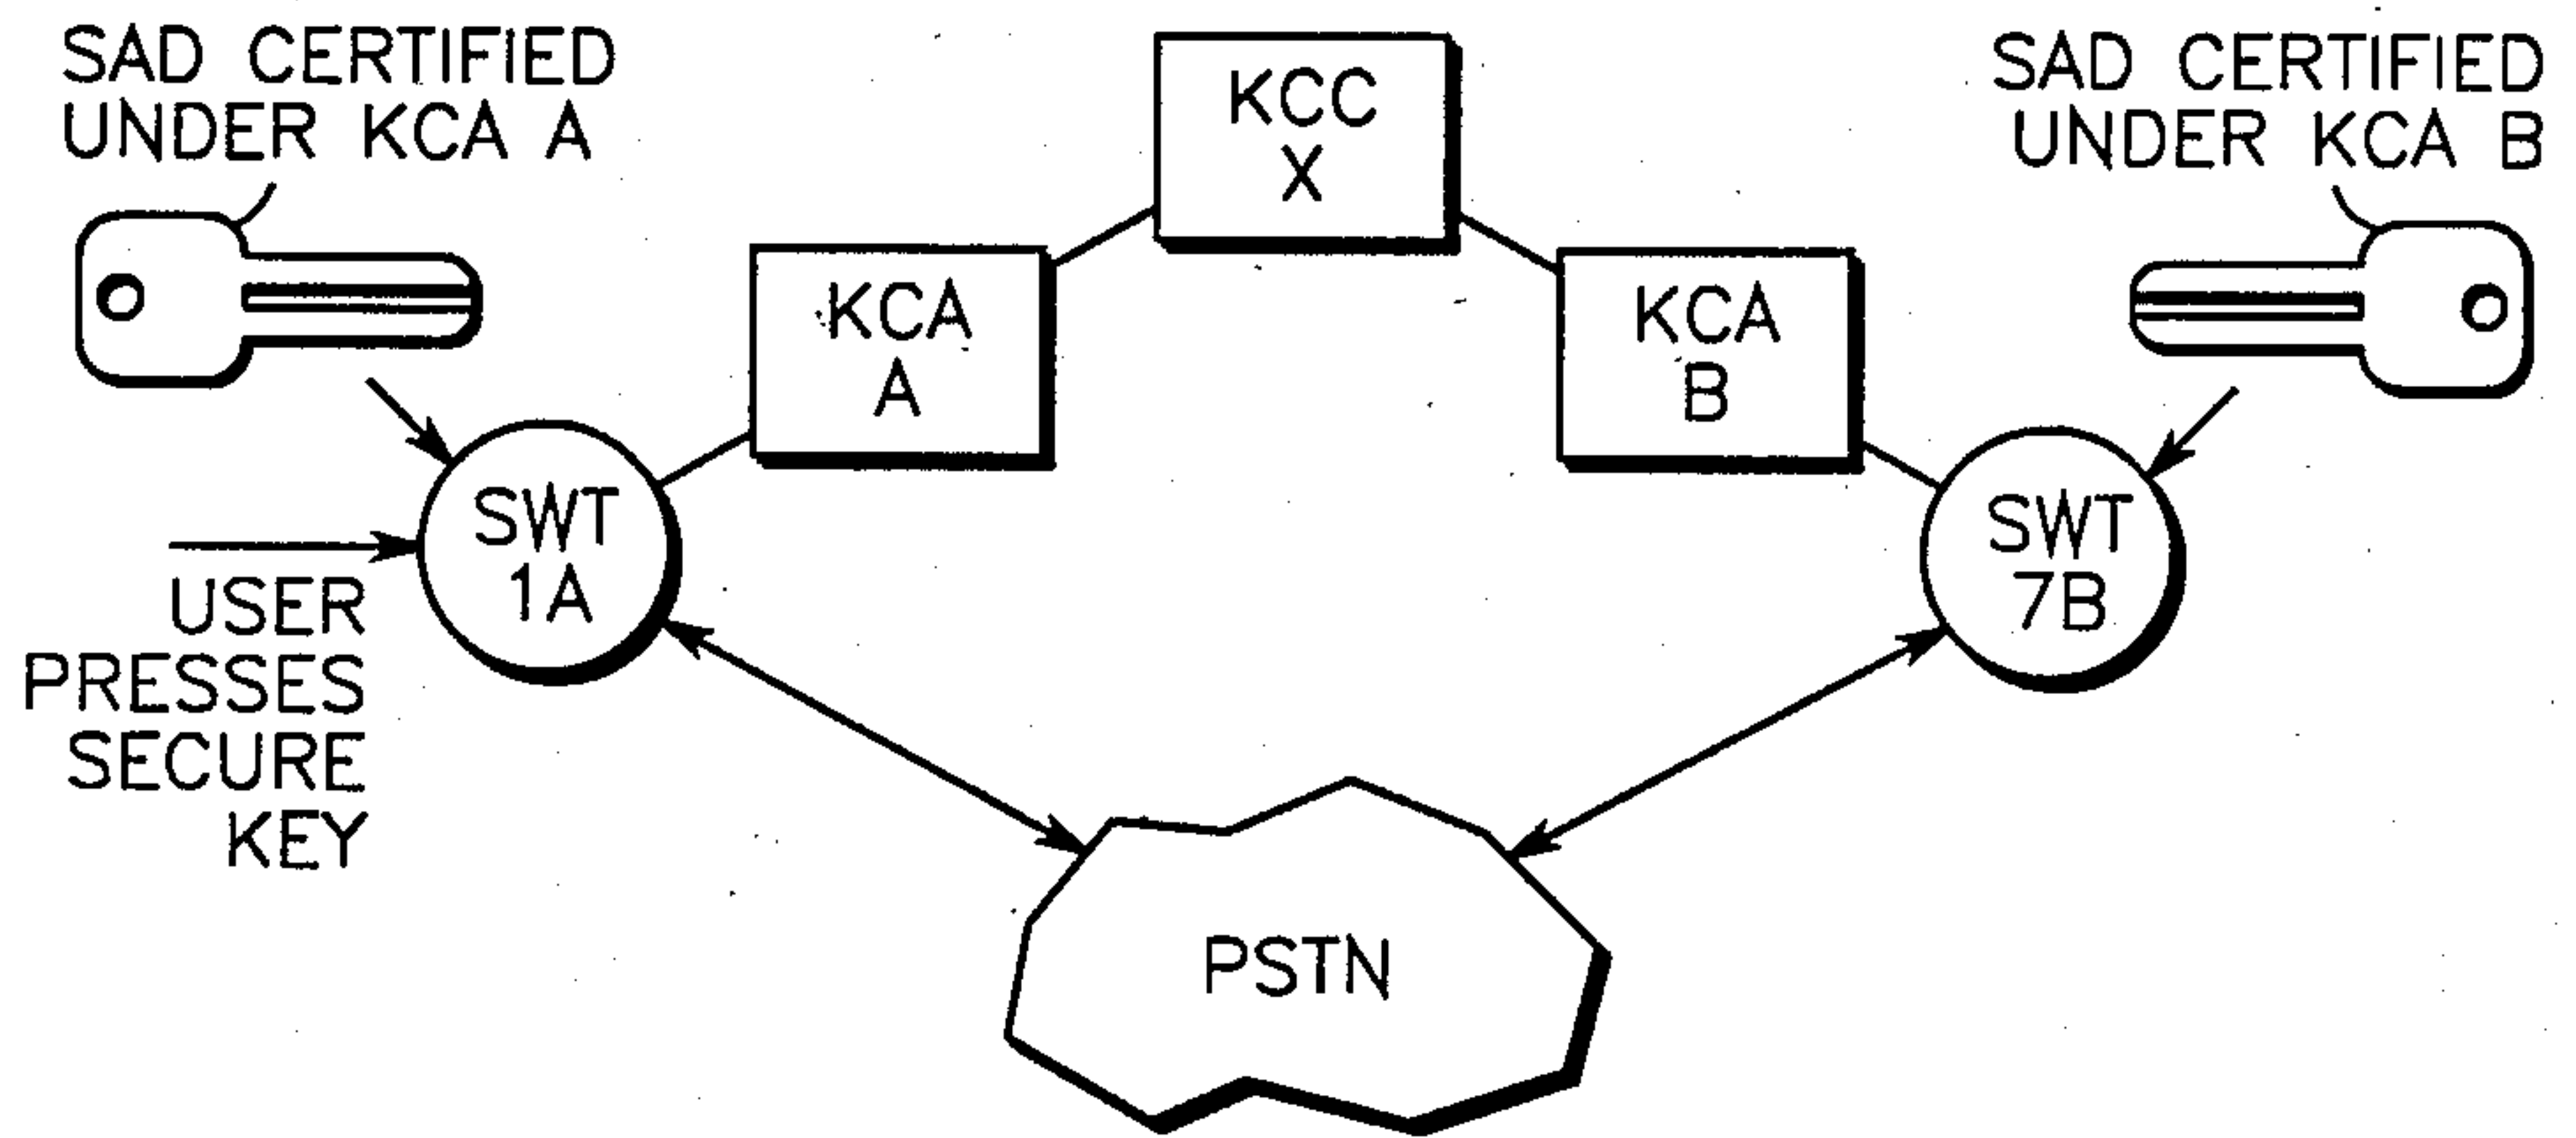 SAD CERTIFIED
UNDER KCA A
KCC
X
SAD CERTIFIED
UNDER KCA B
KCA
A
KCA
B
SWT
1A
SWT
7B
USER
PRESSES
SECURE
KEY
PSTN